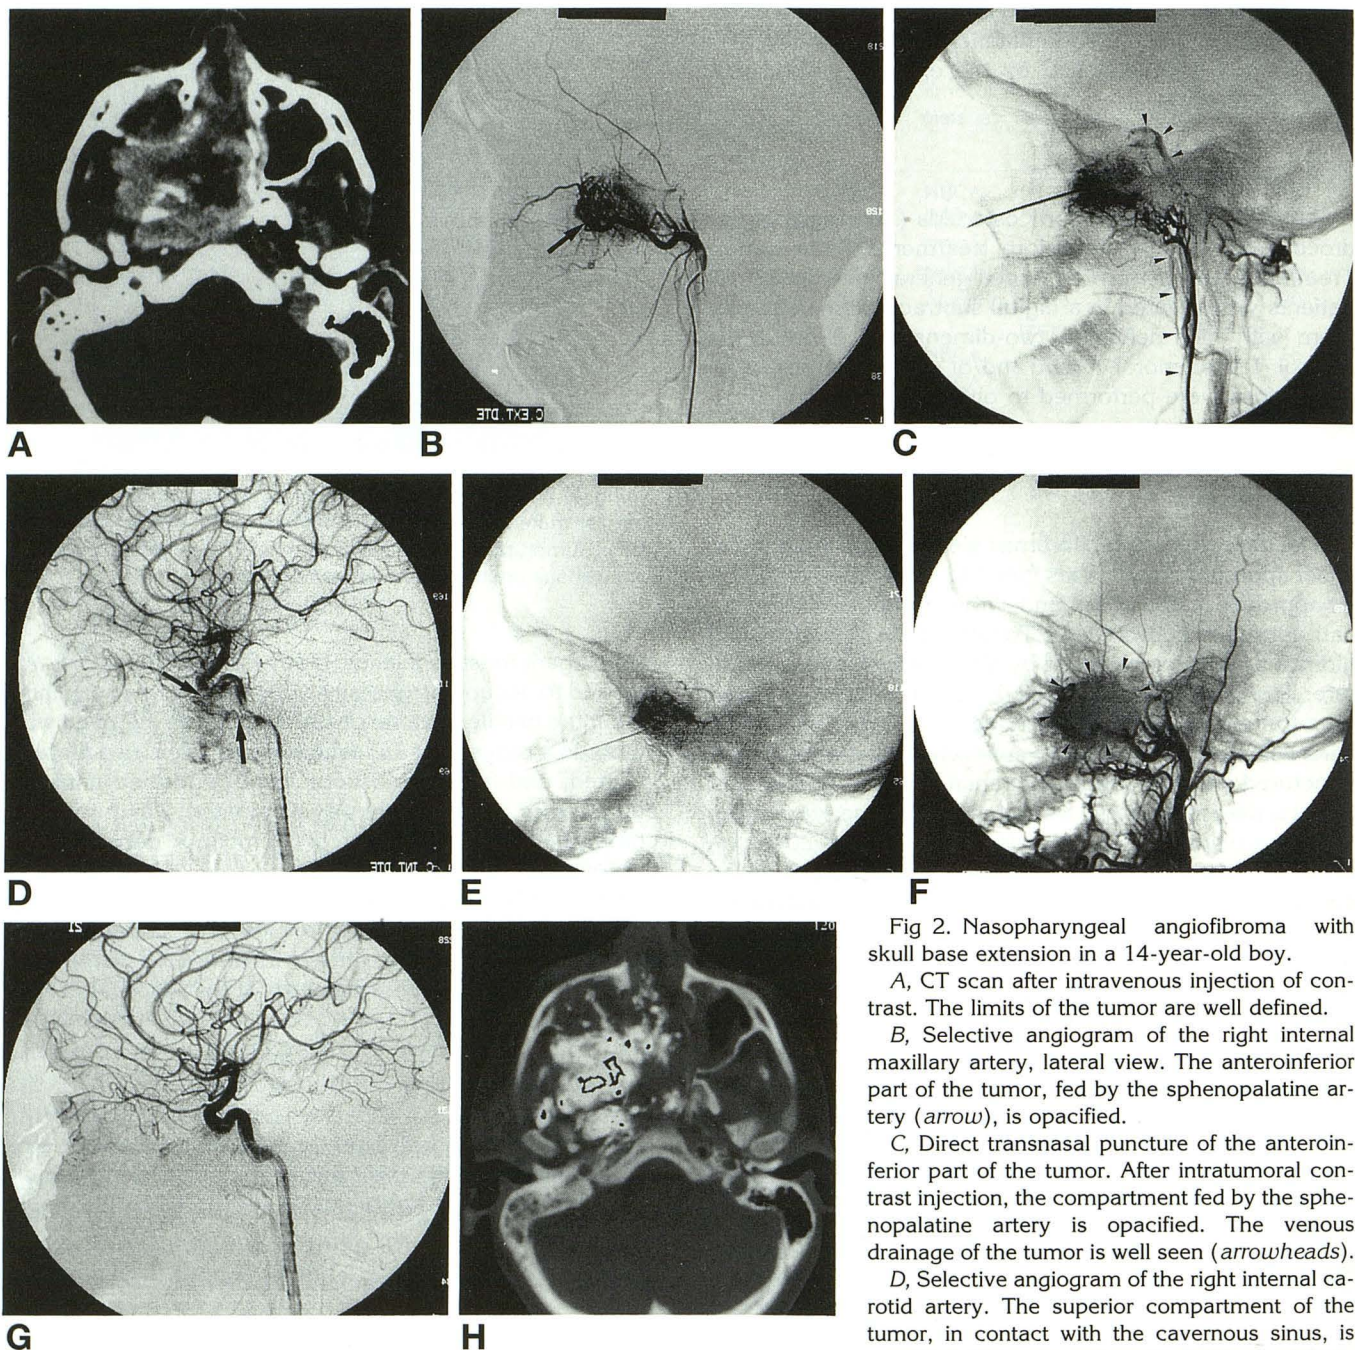 A
B
C
C.EXT.DTE
D
E
F
C INT.DTE
G
H
Fig 2. Nasopharyngeal angiofibroma with
skull base extension in a 14-year-old boy.
A, CT scan after intravenous injection of con-
trast. The limits of the tumor are well defined.
B, Selective angiogram of the right internal
maxillary artery, lateral view. The anteroinferior
part of the tumor, fed by the sphenopalatine ar-
tery (arrow), is opacified.
C, Direct transnasal puncture of the anteroin-
ferior part of the tumor. After intratumoral con-
trast injection, the compartment fed by the sphe-
nopalatine artery is opacified. The venous
drainage of the tumor is well seen (arrowheads).
D, Selective angiogram of the right internal ca-
rotid artery. The superior compartment of the
tumor, in contact with the cavernous sinus, is